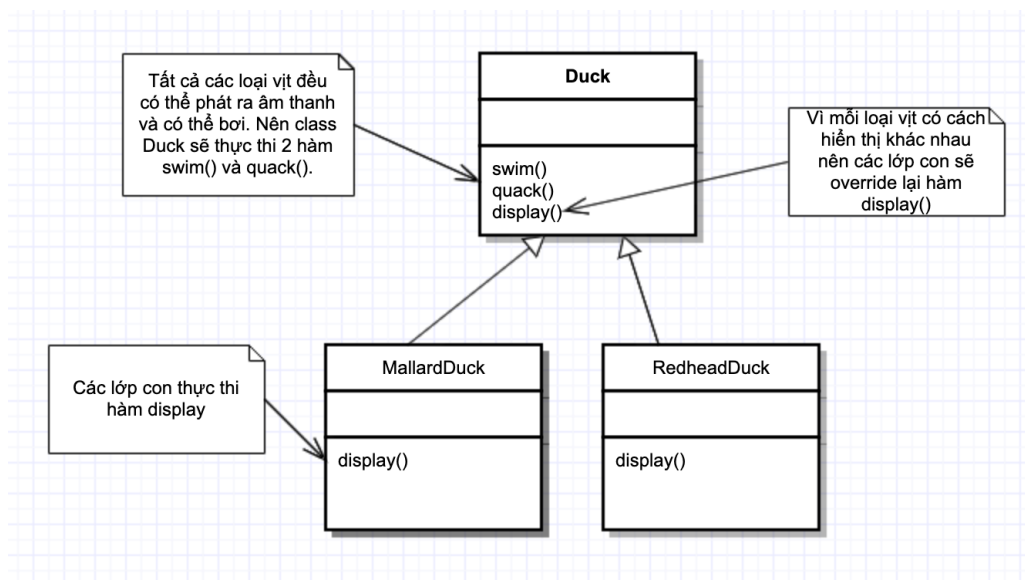 Tất cả các loại vịt đều
có thể phát ra âm thanh
và có thể bơi. Nên class
Duck sẽ thực thi 2 hàm
swim() và quack().
Duck
swim()
quack()
display()
Vì mỗi loại vịt có cách
hiển thị khác nhau
nên các lớp con sẽ
override lại hàm
display()
Các lớp con thực thi
hàm display
MallardDuck
display()
RedheadDuck
display()